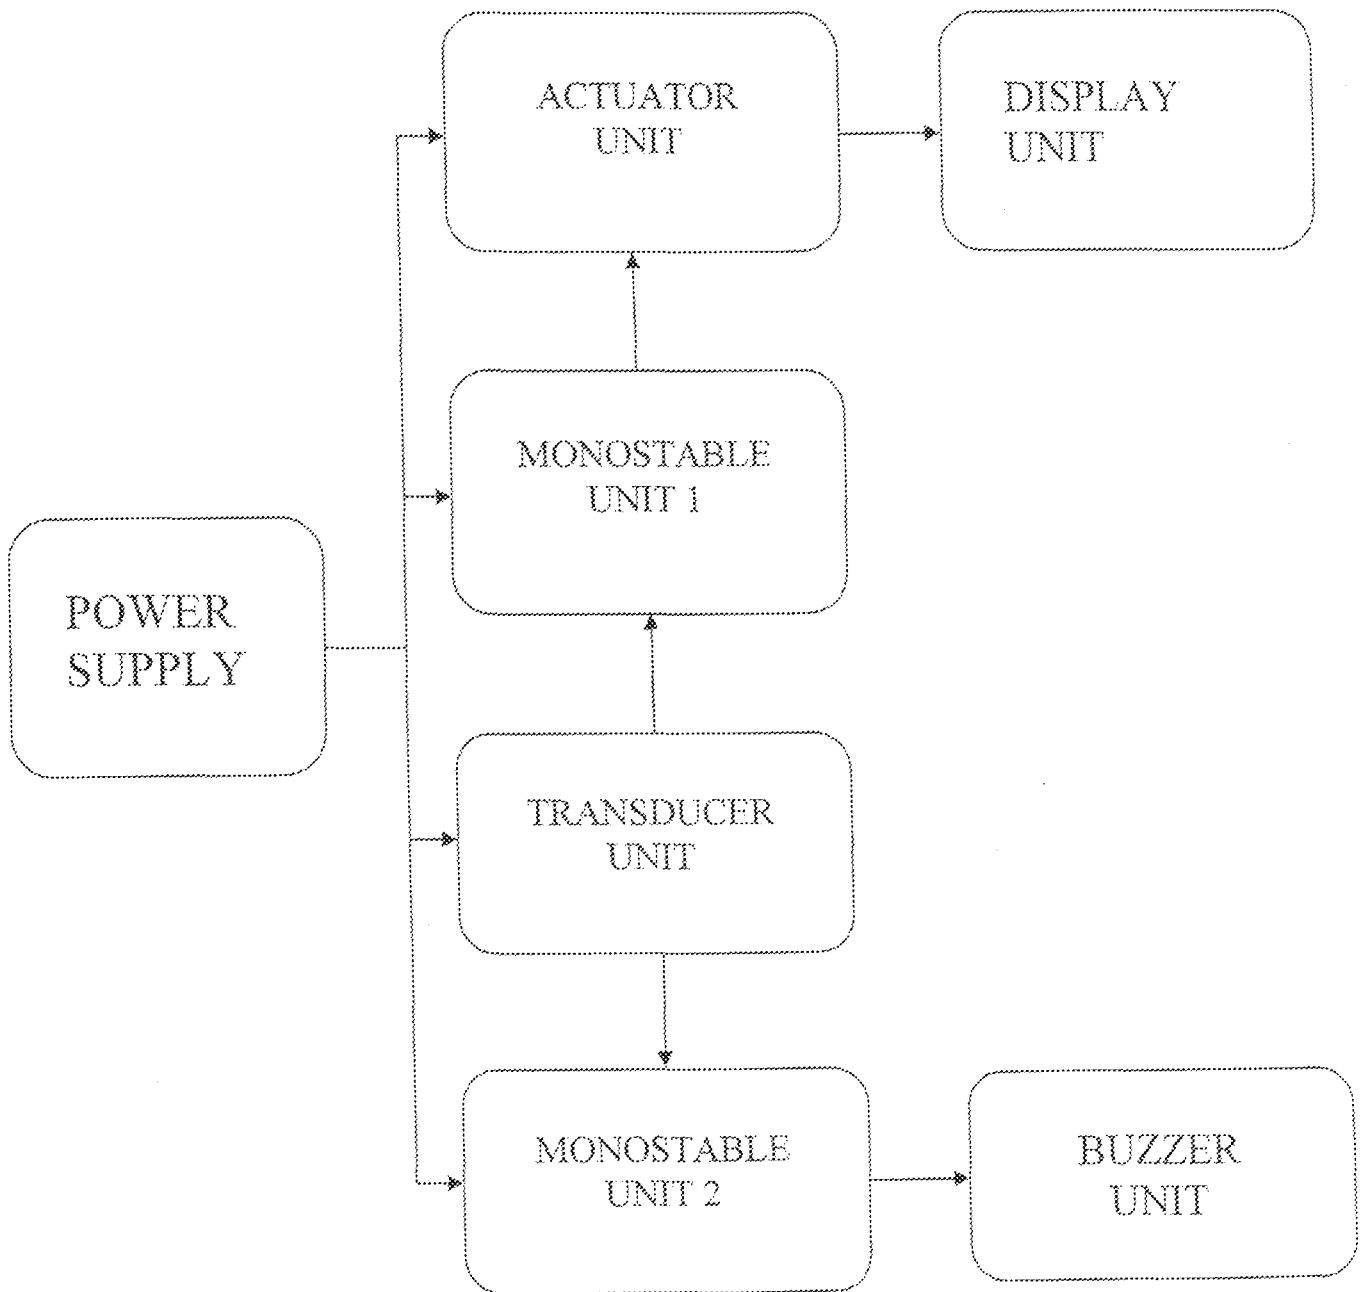 ACTUATOR
UNIT
DISPLAY
UNIT
MONOSTABLE
UNIT 1
POWER
SUPPLY
TRANSDUCER
UNIT
MONOSTABLE
UNIT 2
BUZZER
UNIT